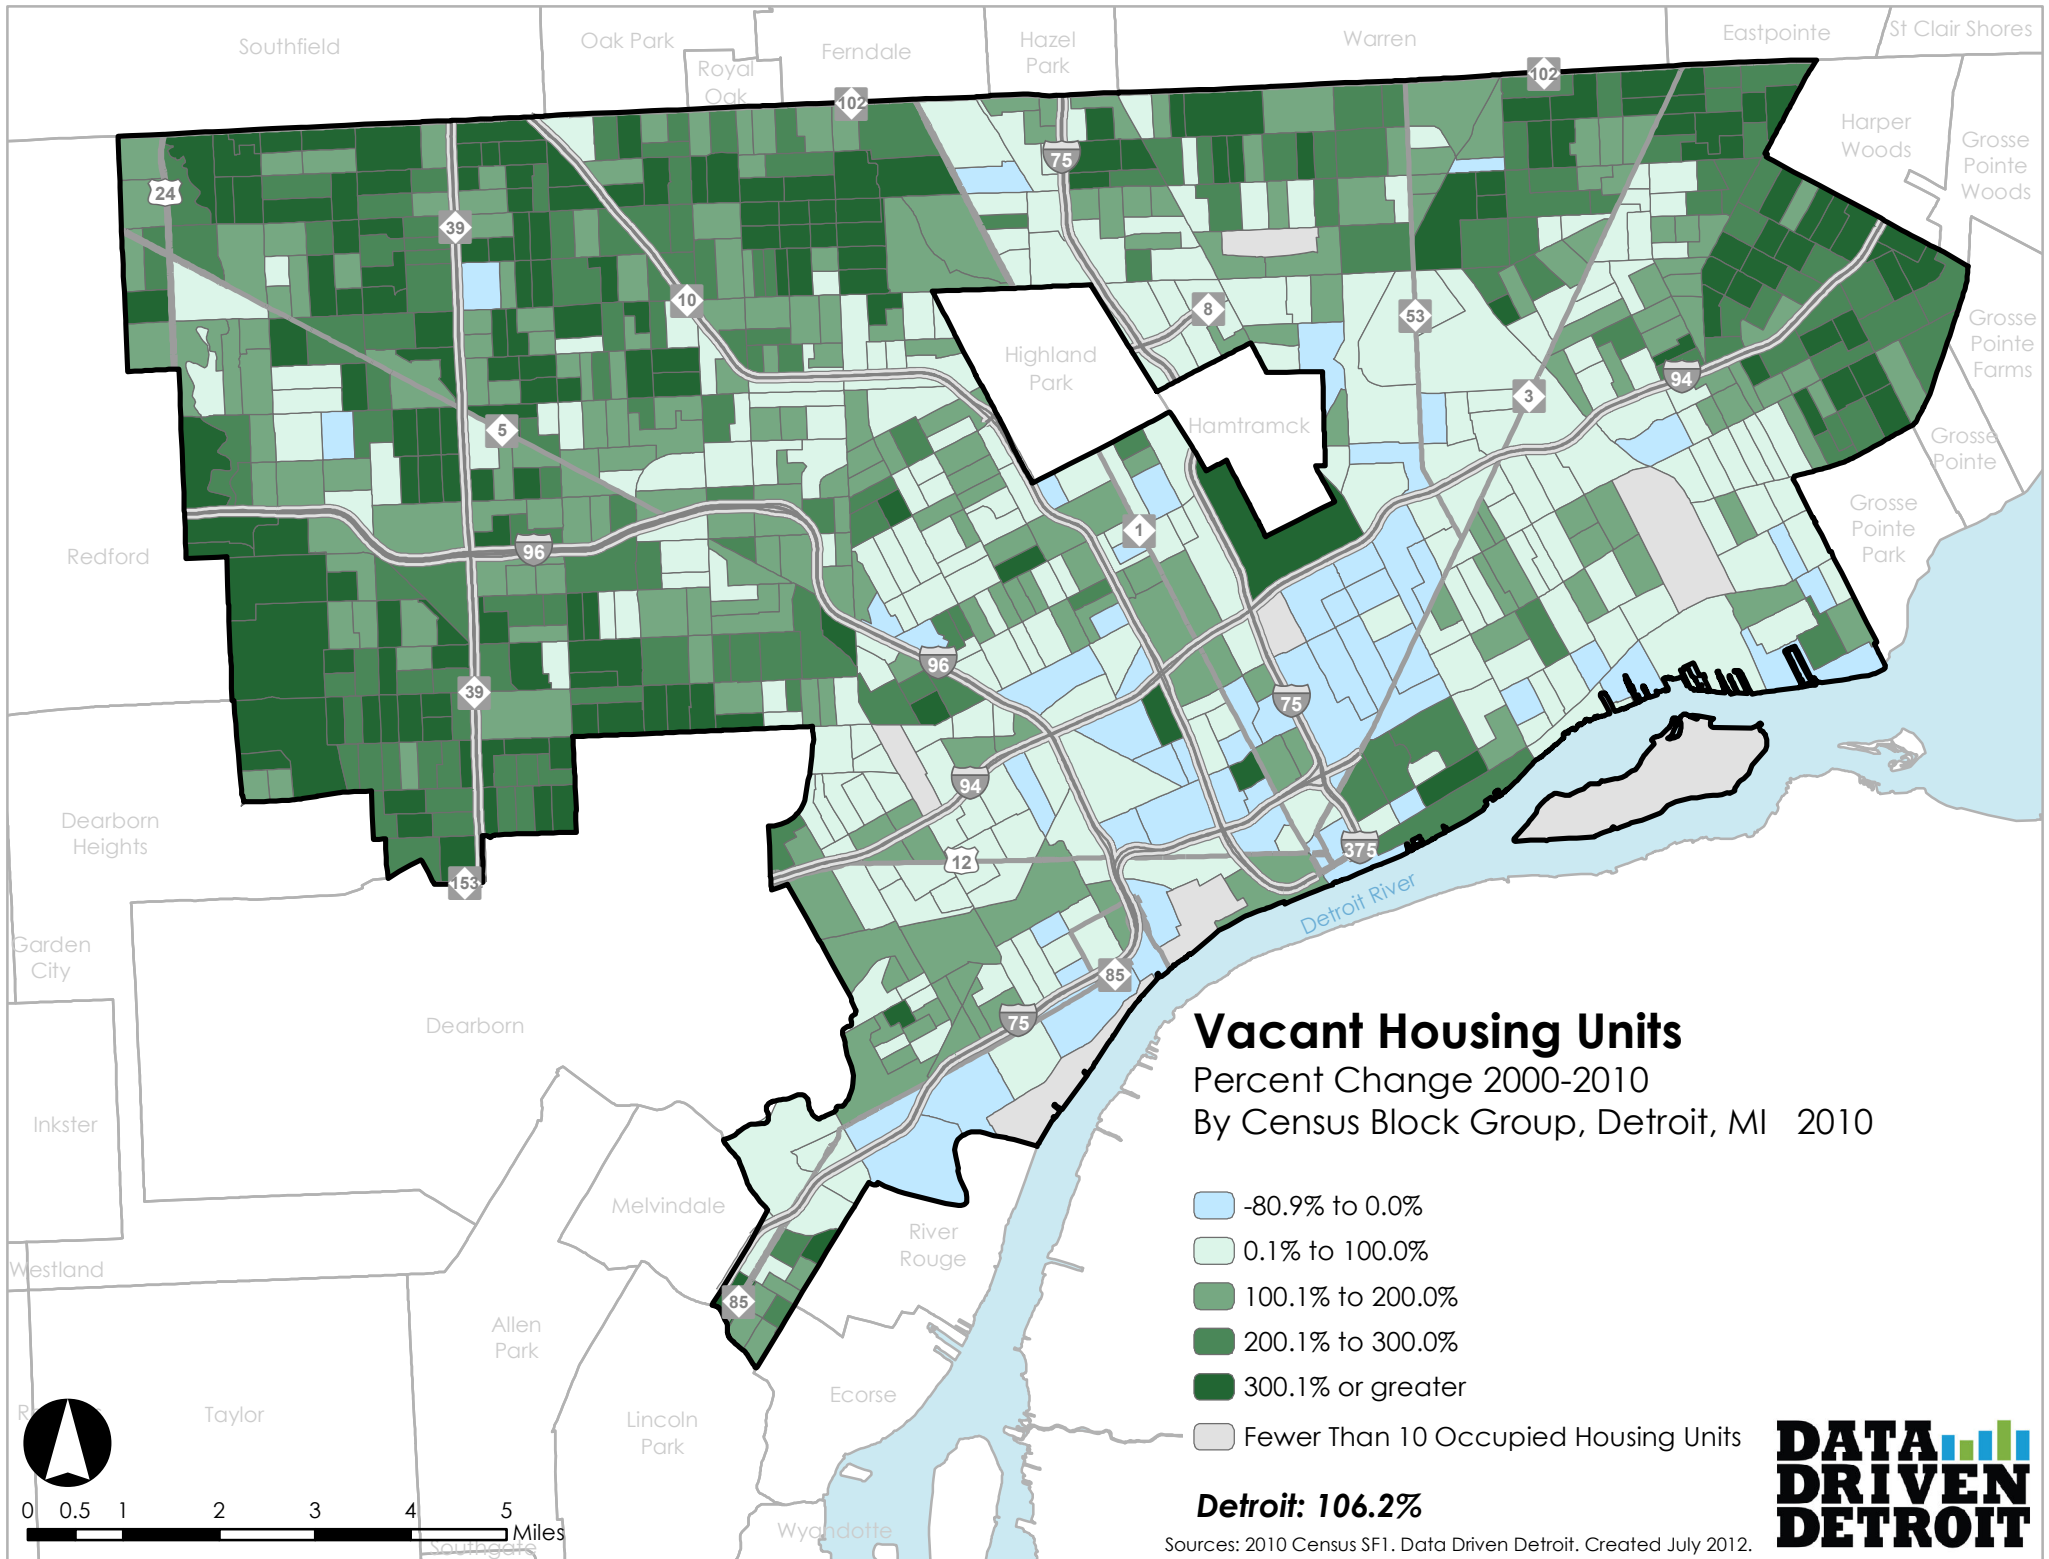 Southfield
Oak Park
Royal
Oak
Ferndale
Hazel
Park
Warren
Eastpointe
St Clair Shores
Harper
Woods
Grosse
Pointe
Woods
Grosse
Pointe
Farms
Grosse
Pointe
Grosse
Pointe
Park
102
102
75
24
39
10
8
53
3
94
5
Highland
Park
Hamtramck
1
96
96
39
75
94
12
375
153
85
75
85
Redford
Dearborn
Heights
Garden
City
Dearborn
Inkster
Westland
Melvindale
River
Rouge
Allen
Park
Taylor
Lincoln
Park
Ecorse
Wyandotte
Southgate
Detroit River
Vacant Housing Units
Percent Change 2000-2010
By Census Block Group, Detroit, MI 2010
-80.9% to 0.0%
0.1% to 100.0%
100.1% to 200.0%
200.1% to 300.0%
300.1% or greater
Fewer Than 10 Occupied Housing Units
Detroit: 106.2%
Sources: 2010 Census SF1. Data Driven Detroit. Created July 2012.
DATA
DRIVEN
DETROIT
0 0.5 1 2 3 4 5
Miles